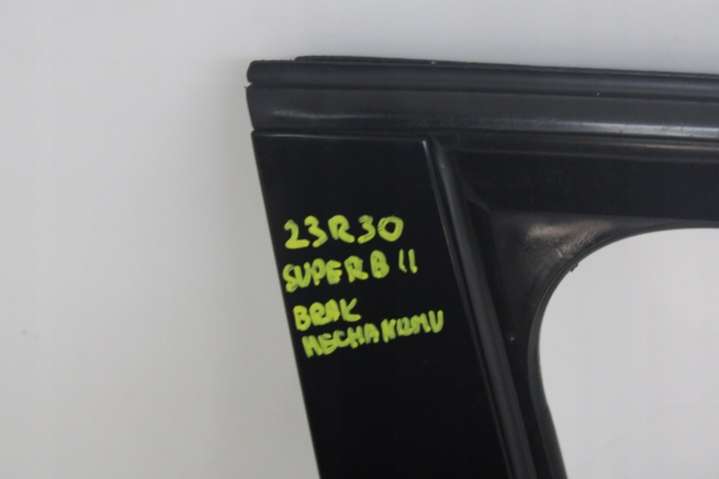 23R30
SUPERB II
BRAK
MECHANIZMU